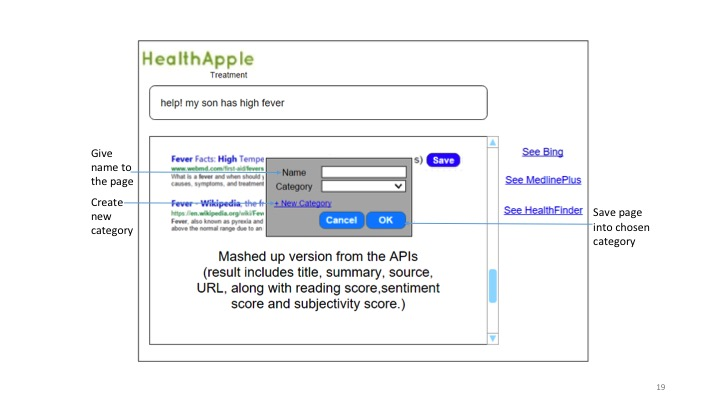 HealthApple
Treatment
help! my son has high fever
Give
name to
the page
Create
new
category
Fever Facts: High Tempe
s)
Save
www.webmd.com/first-aid/fevers
What is a fever and when should y
causes, symptoms, and treatment
Fever - Wikipedia, the fr
https://en.wikipedia.org/wiki/Fev
Fever, also known as pyrexia and
above the normal range due to an
Name
Category
+ New Category
Cancel
OK
Mashed up version from the APIs
(result includes title, summary, source,
URL, along with reading score,sentiment
score and subjectivity score.)
See Bing
See MedlinePlus
See HealthFinder
Save page
into chosen
category
19